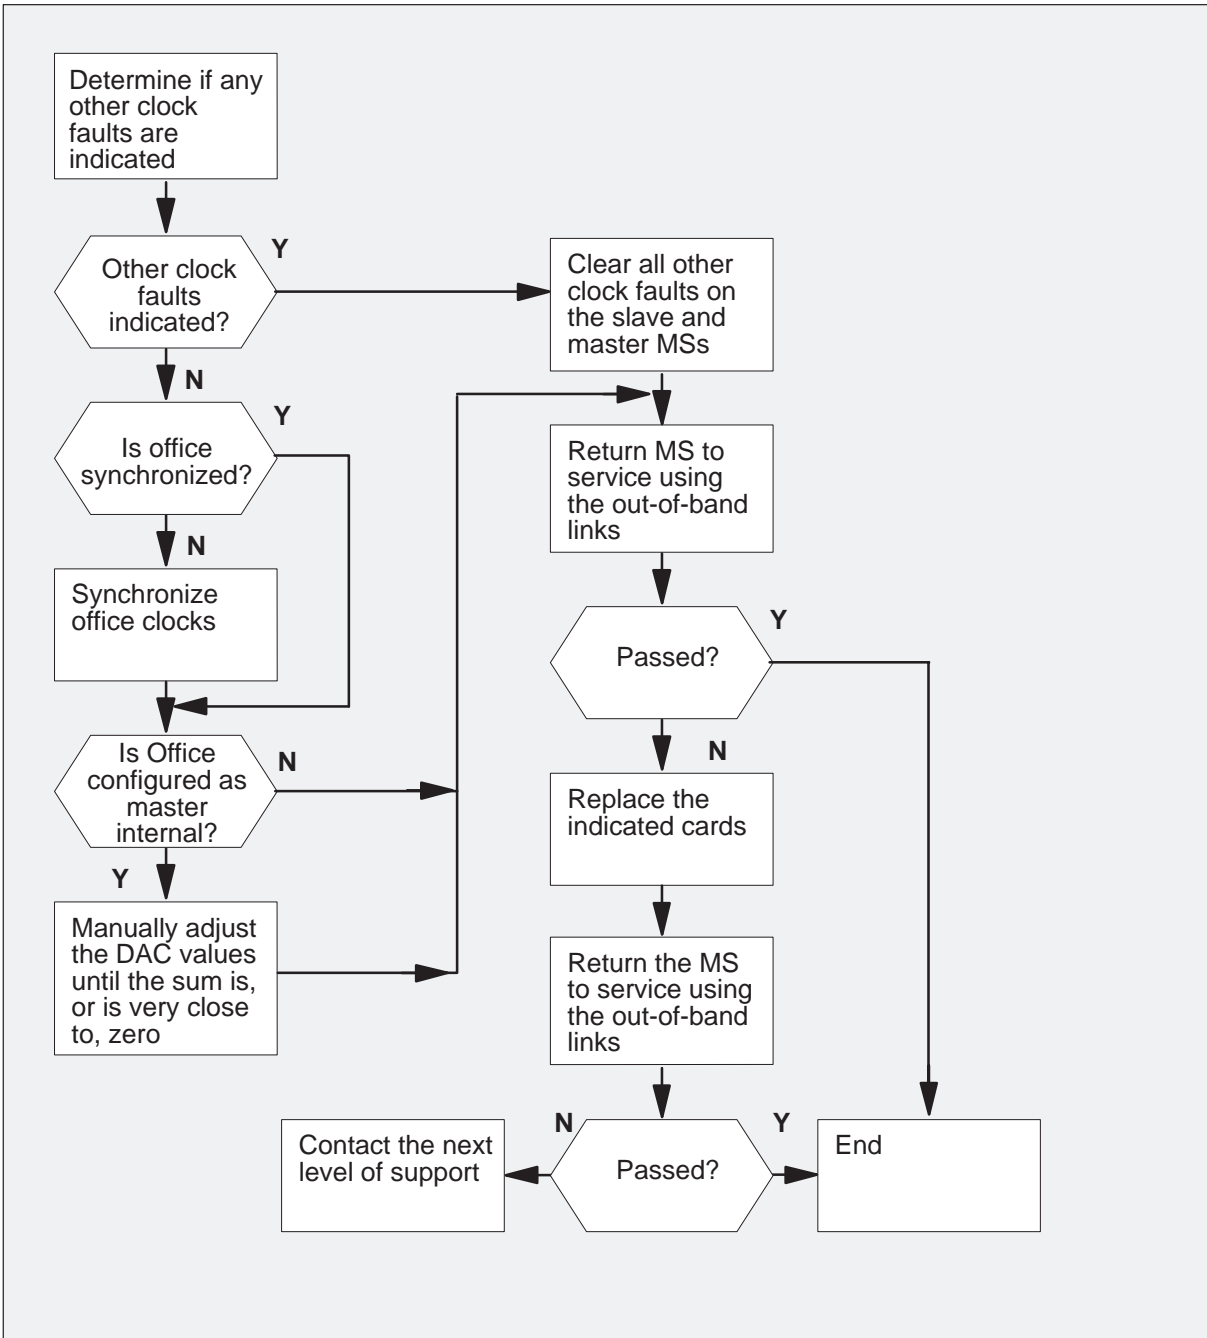 Determine if any
other clock
faults are
indicated
Y
Other clock
faults
indicated?
Clear all other
clock faults on
the slave and
master MSs
N
Y
Is office
synchronized?
Return MS to
service using
the out-of-band
links
N
Synchronize
office clocks
Y
Passed?
Is Office
configured as
master
internal?
N
N
Replace the
indicated cards
Y
Manually adjust
the DAC values
until the sum is,
or is very close
to, zero
Return the MS
to service using
the out-of-band
links
N
Y
Contact the next
level of support
Passed?
End